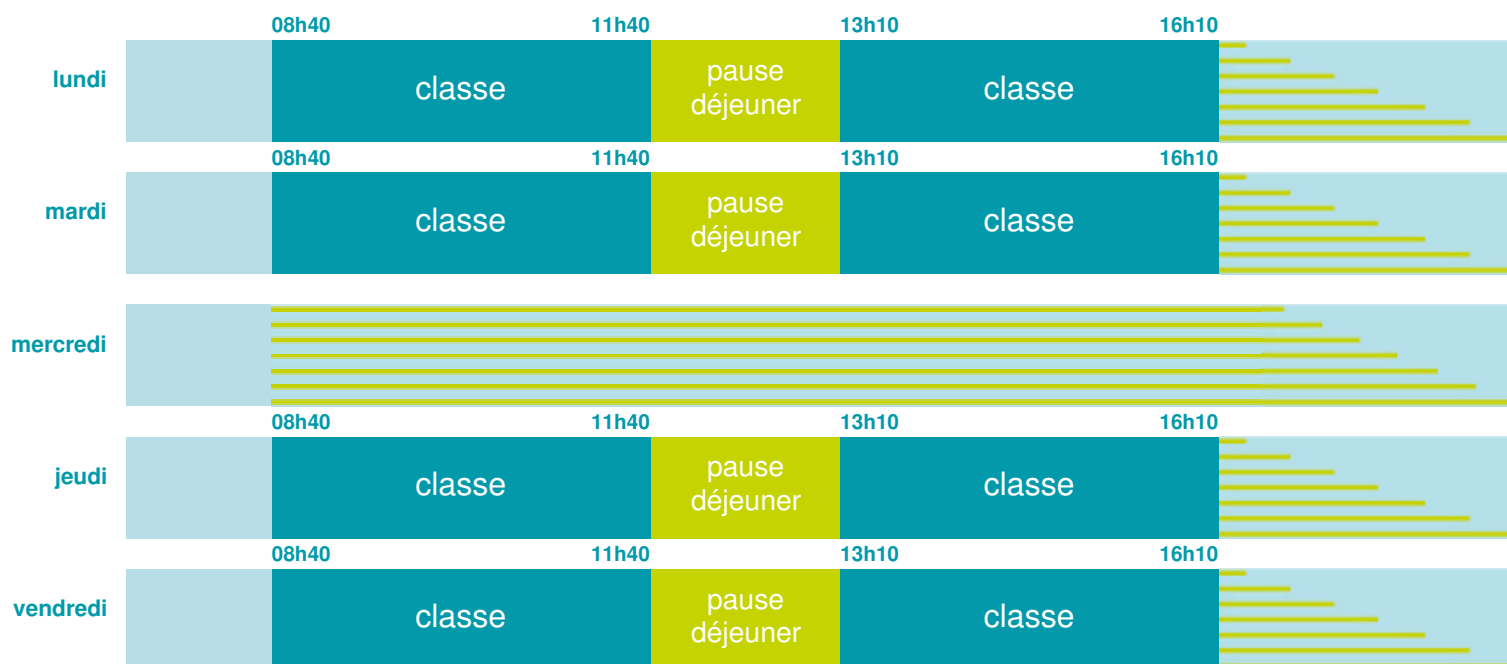 08h40 11h40 13h10 16h10
lundi classe pause déjeuner classe
08h40 11h40 13h10 16h10
mardi classe pause déjeuner classe
mercredi
08h40 11h40 13h10 16h10
jeudi classe pause déjeuner classe
08h40 11h40 13h10 16h10
vendredi classe pause déjeuner classe